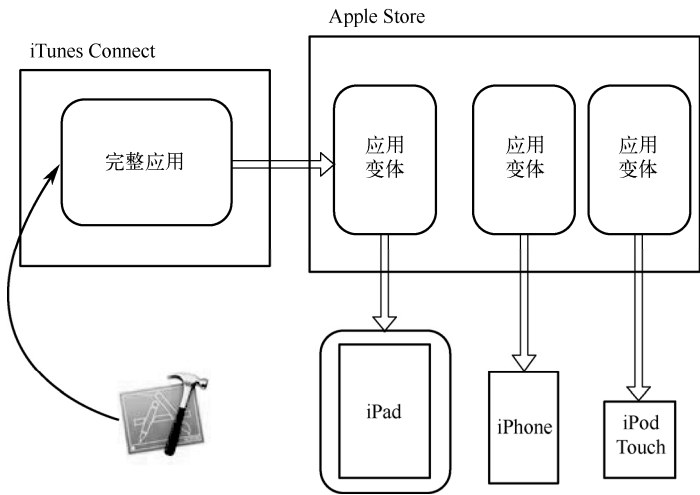 Apple Store
iTunes Connect
完整应用
应用
变体
应用
变体
应用
变体
iPad
iPhone
iPod
Touch